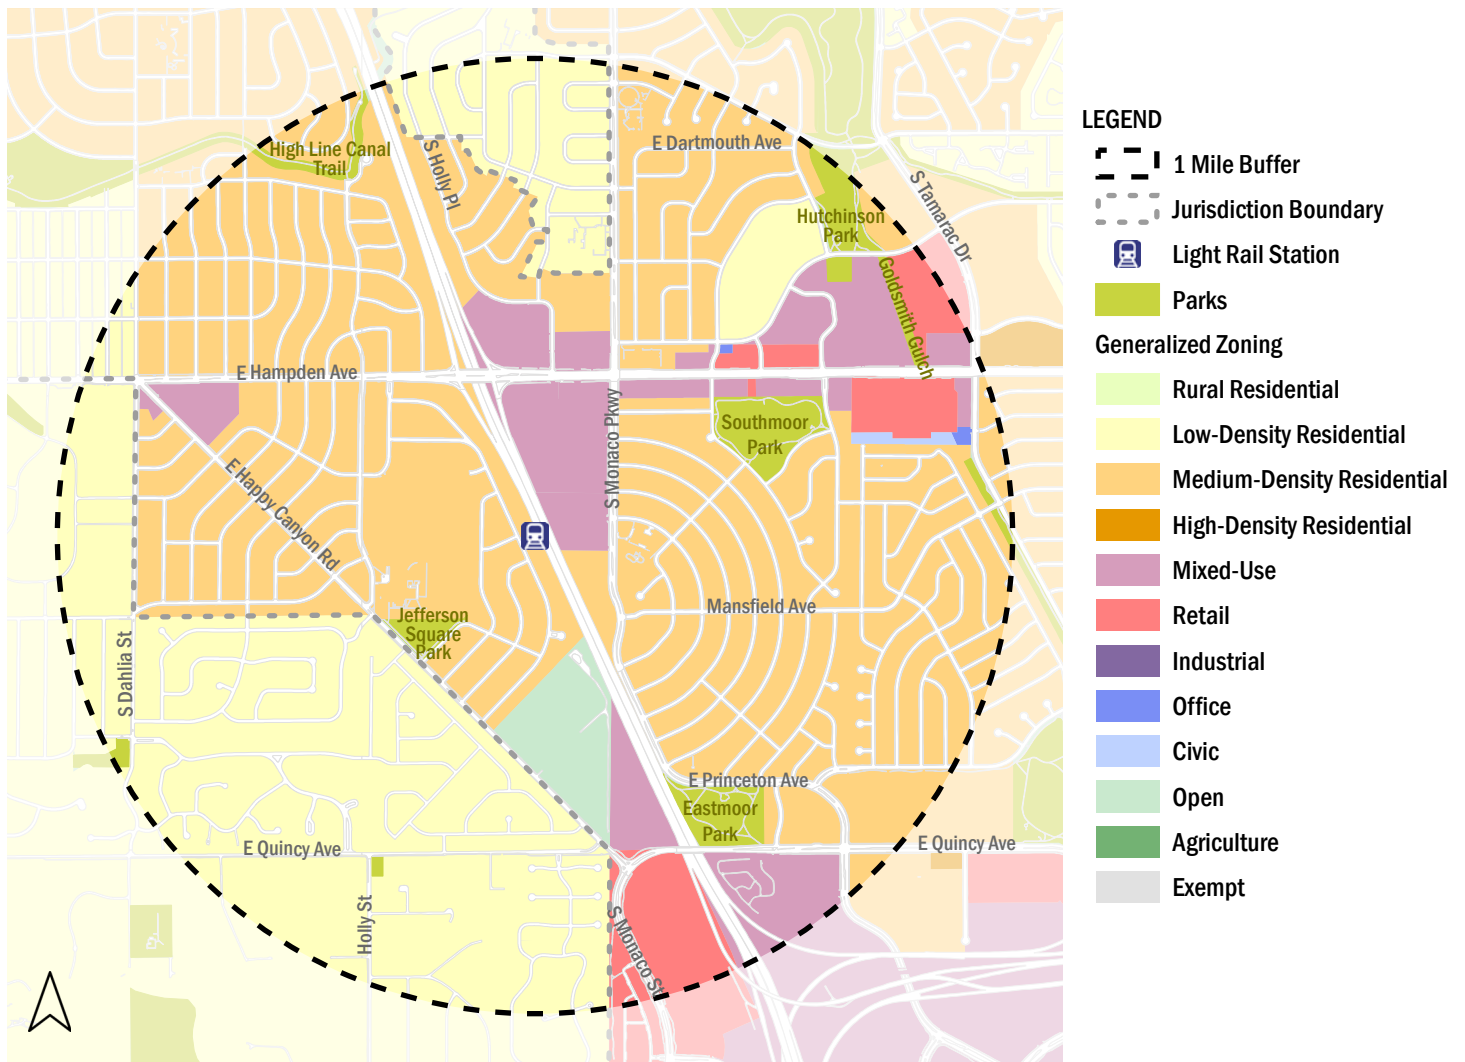 High Line Canal
Trail
S Holly Pl
E Dartmouth Ave
S Tamarac Dr
Hutchinson
Park
Goldsmith Gulch
E Hampden Ave
S Monaco Pkwy
Southmoor
Park
E Happy Canyon Rd
Mansfield Ave
Jefferson
Square
Park
S Dahlia St
E Princeton Ave
Eastmoor
Park
E Quincy Ave
E Quincy Ave
Holly St
S Monaco St
LEGEND
1 Mile Buffer
Jurisdiction Boundary
Light Rail Station
Parks
Generalized Zoning
Rural Residential
Low-Density Residential
Medium-Density Residential
High-Density Residential
Mixed-Use
Retail
Industrial
Office
Civic
Open
Agriculture
Exempt